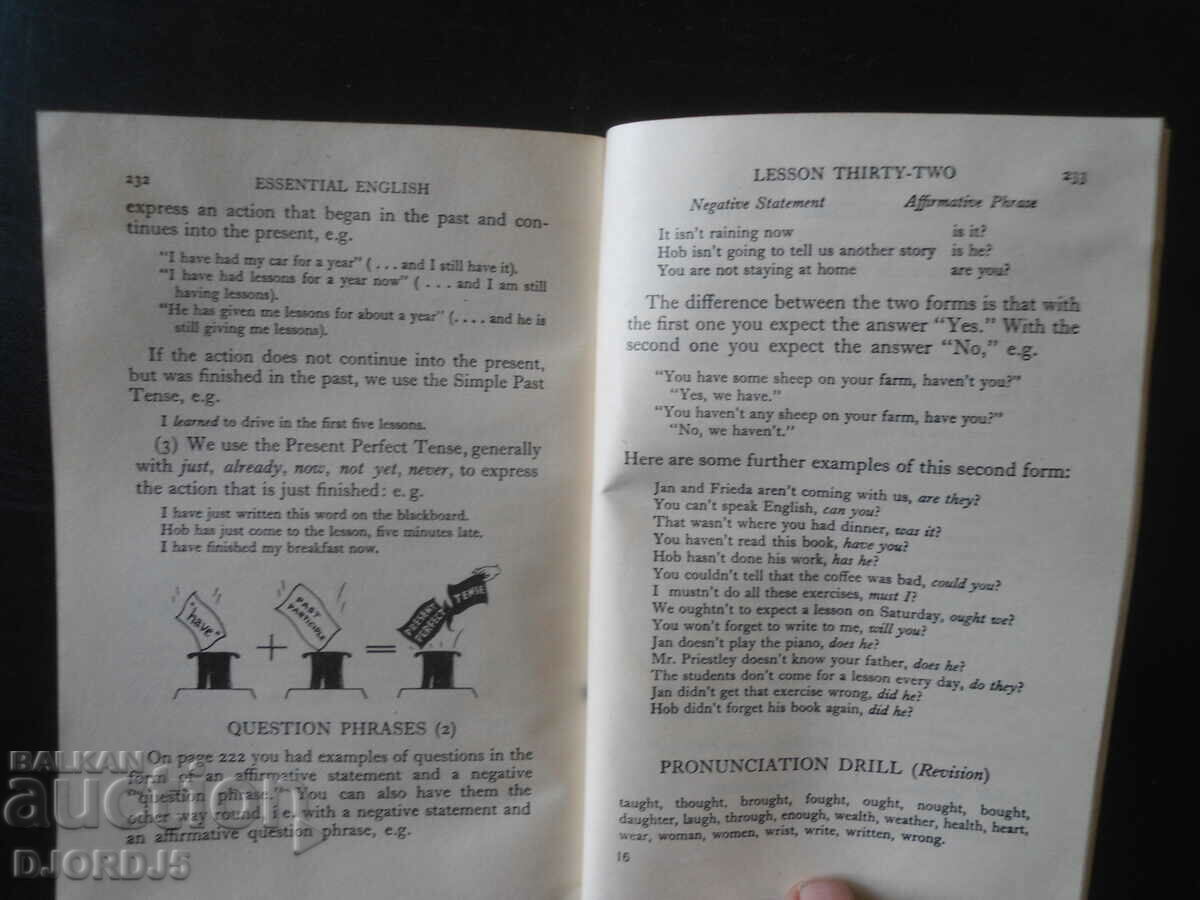 232
ESSENTIAL ENGLISH
express an action that began in the past and con-
tinues into the present, e.g.
"I have had my car for a year" (...and I still have it).
"I have had lessons for a year now" ( ...and I am still
having lessons).
"He has given me lessons for about a year" (.... and he is
still giving me lessons).
If the action does not continue into the present,
but was finished in the past, we use the Simple Past
Tense, e.g.
I learned to drive in the first five lessons.
(3) We use the Present Perfect Tense, generally
with just, already, now, not yet, never, to express
the action that is just finished: e.g.
I have just written this word on the blackboard.
Hob has just come to the lesson, five minutes late.
I have finished my breakfast now.
"have"
+
PAST
PARTICIPLE
=
PRESENT
PERFECT
TENSE
QUESTION PHRASES (2)
On page 222 you had examples of questions in the
form of an affirmative statement and a negative
"question phrase." You can also have them the
other way round, i.e. with a negative statement and
an affirmative question phrase, e.g.
LESSON THIRTY-TWO
233
Negative Statement Affirmative Phrase
It isn't raining now is it?
Hob isn't going to tell us another story is he?
You are not staying at home are you?
The difference between the two forms is that with
the first one you expect the answer "Yes." With the
second one you expect the answer "No," e.g.
"You have some sheep on your farm, haven't you?"
"Yes, we have."
"You haven't any sheep on your farm, have you?"
"No, we haven't."
Here are some further examples of this second form:
Jan and Frieda aren't coming with us, are they?
You can't speak English, can you?
That wasn't where you had dinner, was it?
You haven't read this book, have you?
Hob hasn't done his work, has he?
You couldn't tell that the coffee was bad, could you?
I mustn't do all these exercises, must I?
We oughtn't to expect a lesson on Saturday, ought we?
You won't forget to write to me, will you?
Jan doesn't play the piano, does he?
Mr. Priestley doesn't know your father, does he?
The students don't come for a lesson every day, do they?
Jan didn't get that exercise wrong, did he?
Hob didn't forget his book again, did he?
PRONUNCIATION DRILL (Revision)
taught, thought, brought, fought, ought, nought, bought,
daughter, laugh, through, enough, wealth, weather, health, heart,
wear, woman, women, wrist, write, written, wrong.
16
BALKAN
auction
DJORDJ5